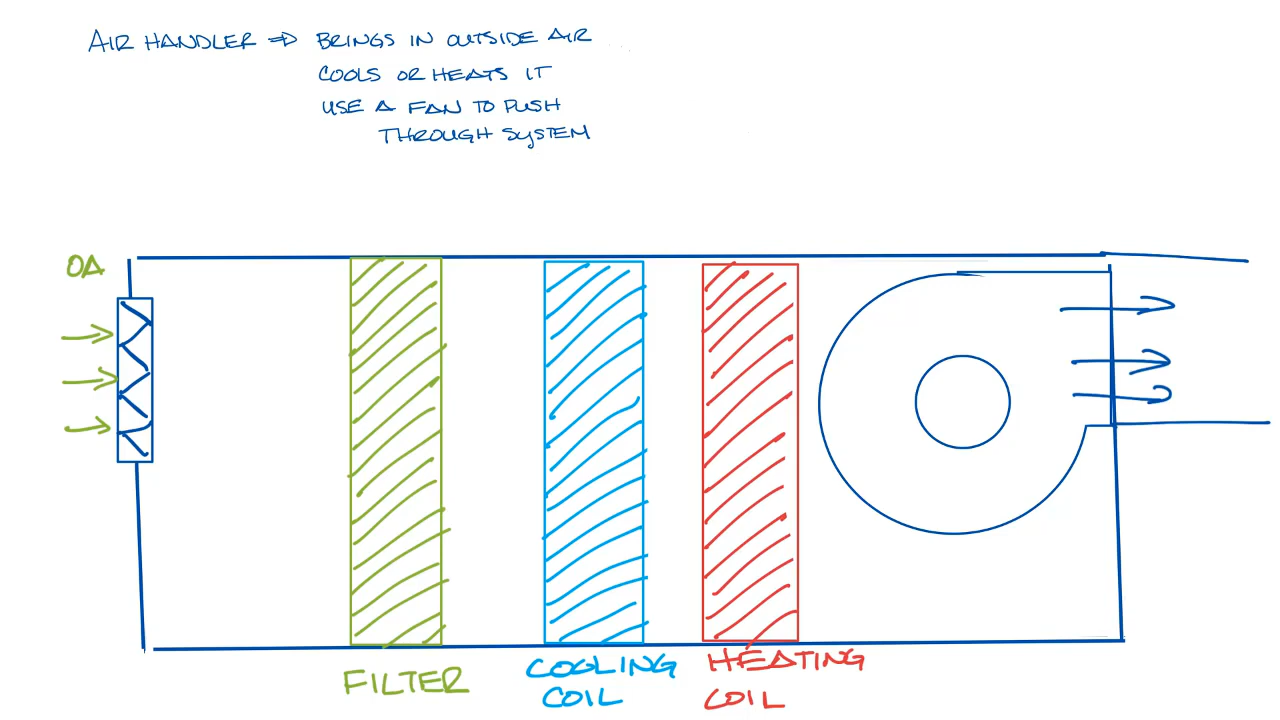 AIR HANDLER ⇒ BRINGS IN OUTSIDE AIR
COOLS OR HEATS IT
USE A FAN TO PUSH
THROUGH SYSTEM
OA
FILTER
COOLING
COIL
HEATING
COIL